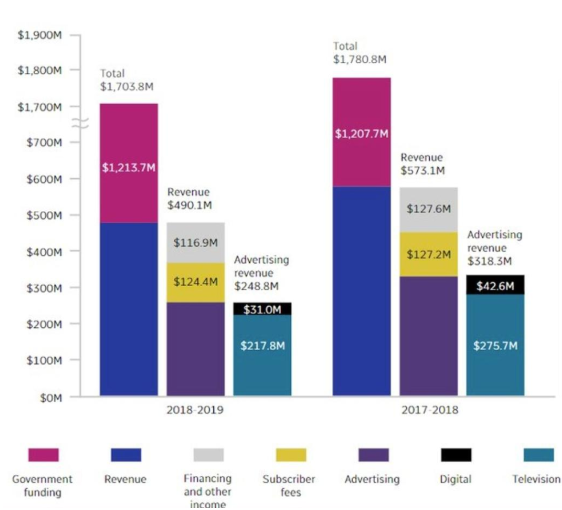 $1,900M
$1,800M
$1,700M
$700M
$600M
$500M
$400M
$300M
$200M
$100M
$0M
Total
$1,703.8M
$1,213.7M
Revenue
$490.1M
$116.9M
$124.4M
Advertising
revenue
$248.8M
$31.0M
$217.8M
2018-2019
Total
$1,780.8M
$1,207.7M
Revenue
$573.1M
$127.6M
$127.2M
Advertising
revenue
$318.3M
$42.6M
$275.7M
2017-2018
Government
funding
Revenue
Financing
and other
income
Subscriber
fees
Advertising
Digital
Television